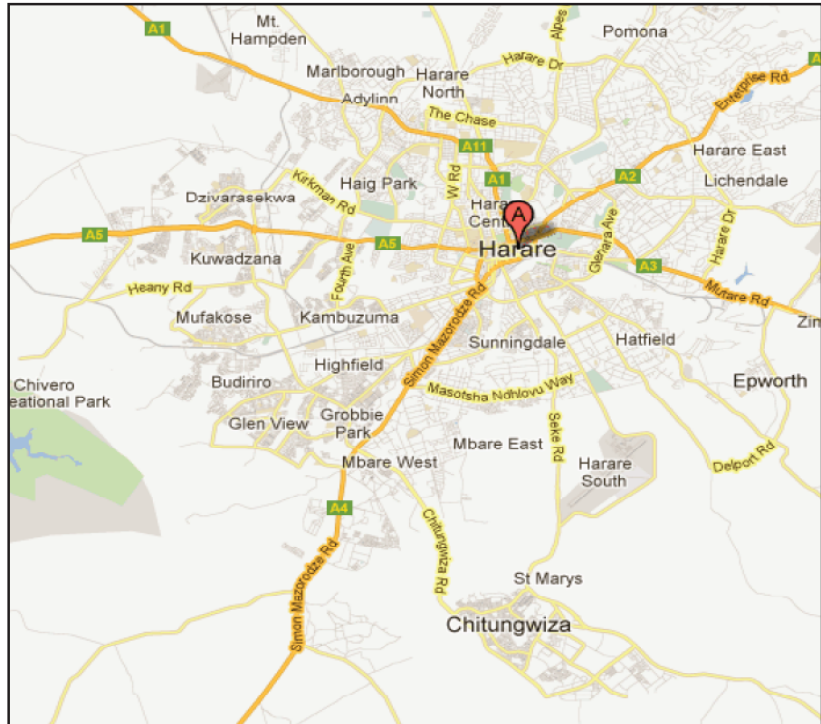 A1
Mt.
Hampden
Alpes
Pomona
Marlborough
Harare
North
Harare Dr
Adylinn
Enterprise Rd
The Chase
A11
Harare East
W Rd
A1
A2
Lichendale
Haig Park
Kirkman Rd
Dzivarasekwa
A
Glenara Ave
Harare Dr
A5
A5
Harare
Kuwadzana
Fourth Ave
A3
Heany Rd
Mutare Rd
Mufakose
Kambuzuma
Simon Mazorodze Rd
Sunningdale
Hatfield
Highfield
Chivero
eational Park
Budiriro
Masotsha Ndhlovu Way
Epworth
Grobbie
Park
Glen View
Seke Rd
Mbare East
Delport Rd
Mbare West
Harare
South
A4
Chitungwiza Rd
Simon Mazorodze Rd
St Marys
Chitungwiza